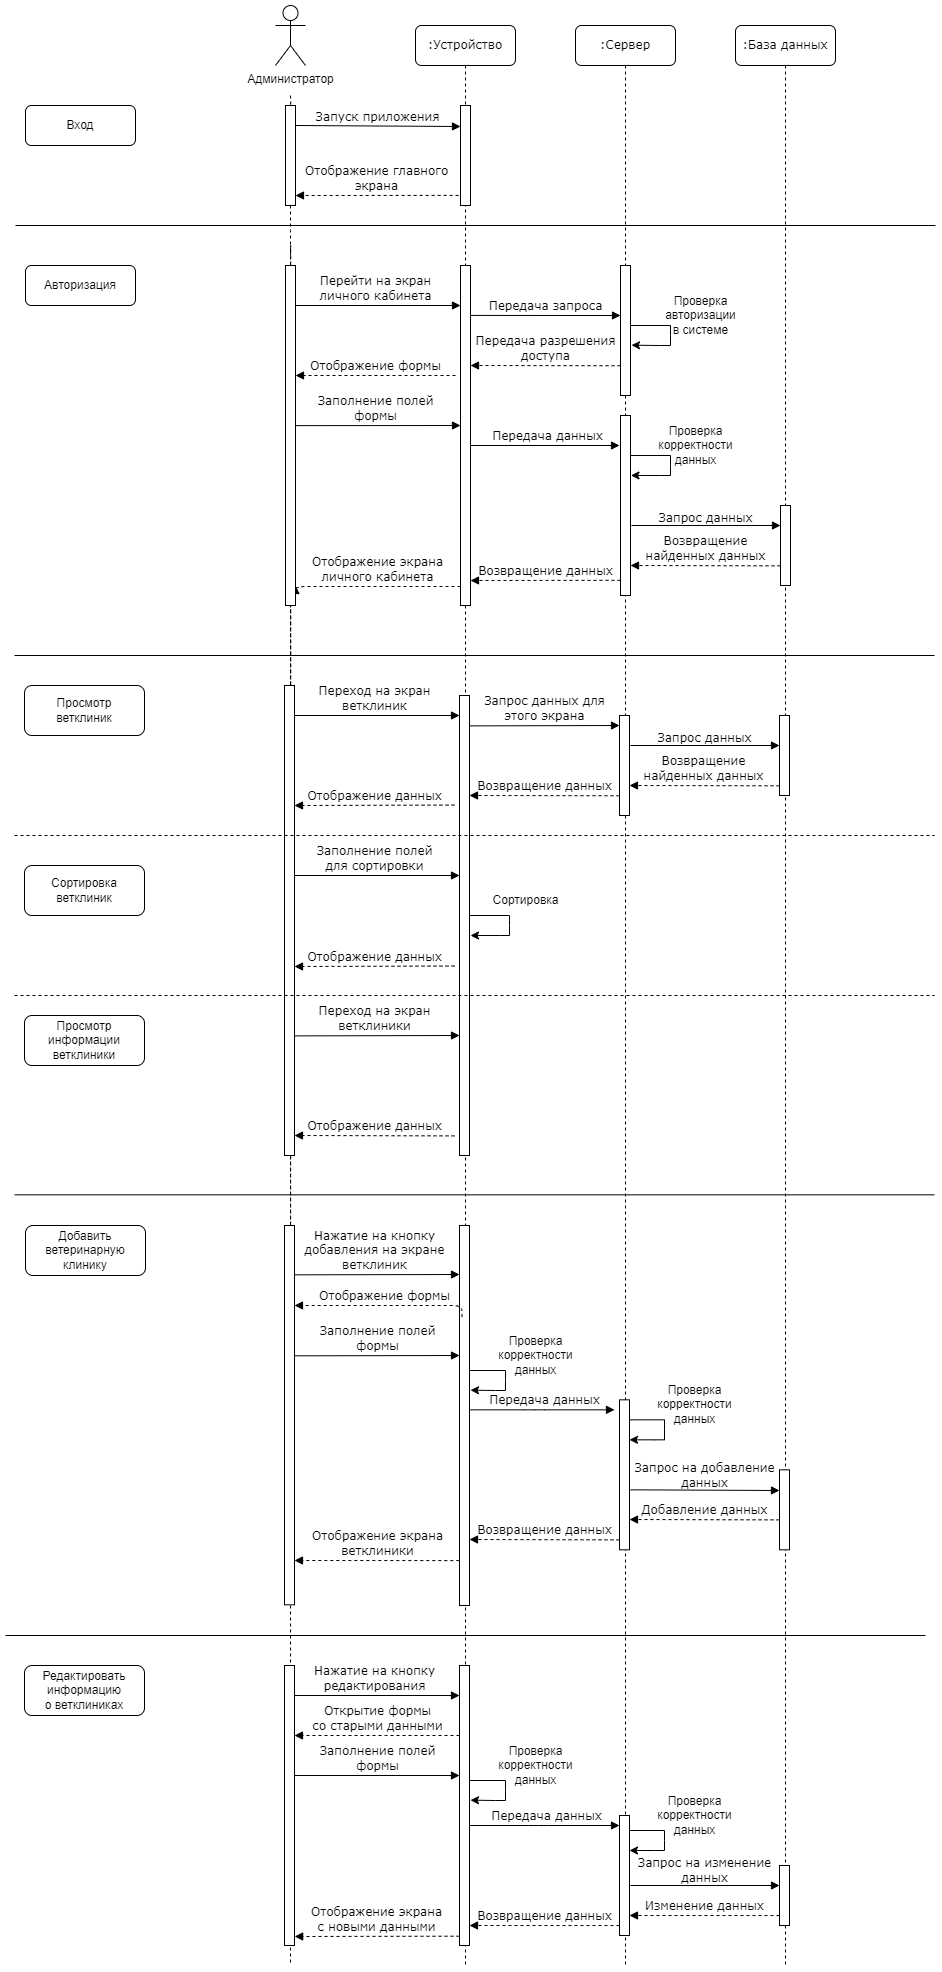 :Устройство
:Сервер
:База данных
Администратор
Вход
Запуск приложения
Отображение главного
экрана
Авторизация
Перейти на экран
личного кабинета
Передача запроса
Проверка
авторизации
в системе
Передача разрешения
доступа
Отображение формы
Заполнение полей
формы
Передача данных
Проверка
корректности
данных
Запрос данных
Возвращение
найденных данных
Возвращение данных
Отображение экрана
личного кабинета
Просмотр
ветклиник
Переход на экран
ветклиник
Запрос данных для
этого экрана
Запрос данных
Возвращение
найденных данных
Возвращение данных
Отображение данных
Сортировка
ветклиник
Заполнение полей
для сортировки
Сортировка
Отображение данных
Просмотр
информации
ветклиники
Переход на экран
ветклиники
Отображение данных
Добавить
ветеринарную
клинику
Нажатие на кнопку
добавления на экране
ветклиник
Отображение формы
Заполнение полей
формы
Проверка
корректности
данных
Передача данных
Проверка
корректности
данных
Запрос на добавление
данных
Добавление данных
Возвращение данных
Отображение экрана
ветклиники
Редактировать
информацию
о ветклиниках
Нажатие на кнопку
редактирования
Открытие формы
со старыми данными
Заполнение полей
формы
Проверка
корректности
данных
Передача данных
Проверка
корректности
данных
Запрос на изменение
данных
Изменение данных
Возвращение данных
Отображение экрана
с новыми данными